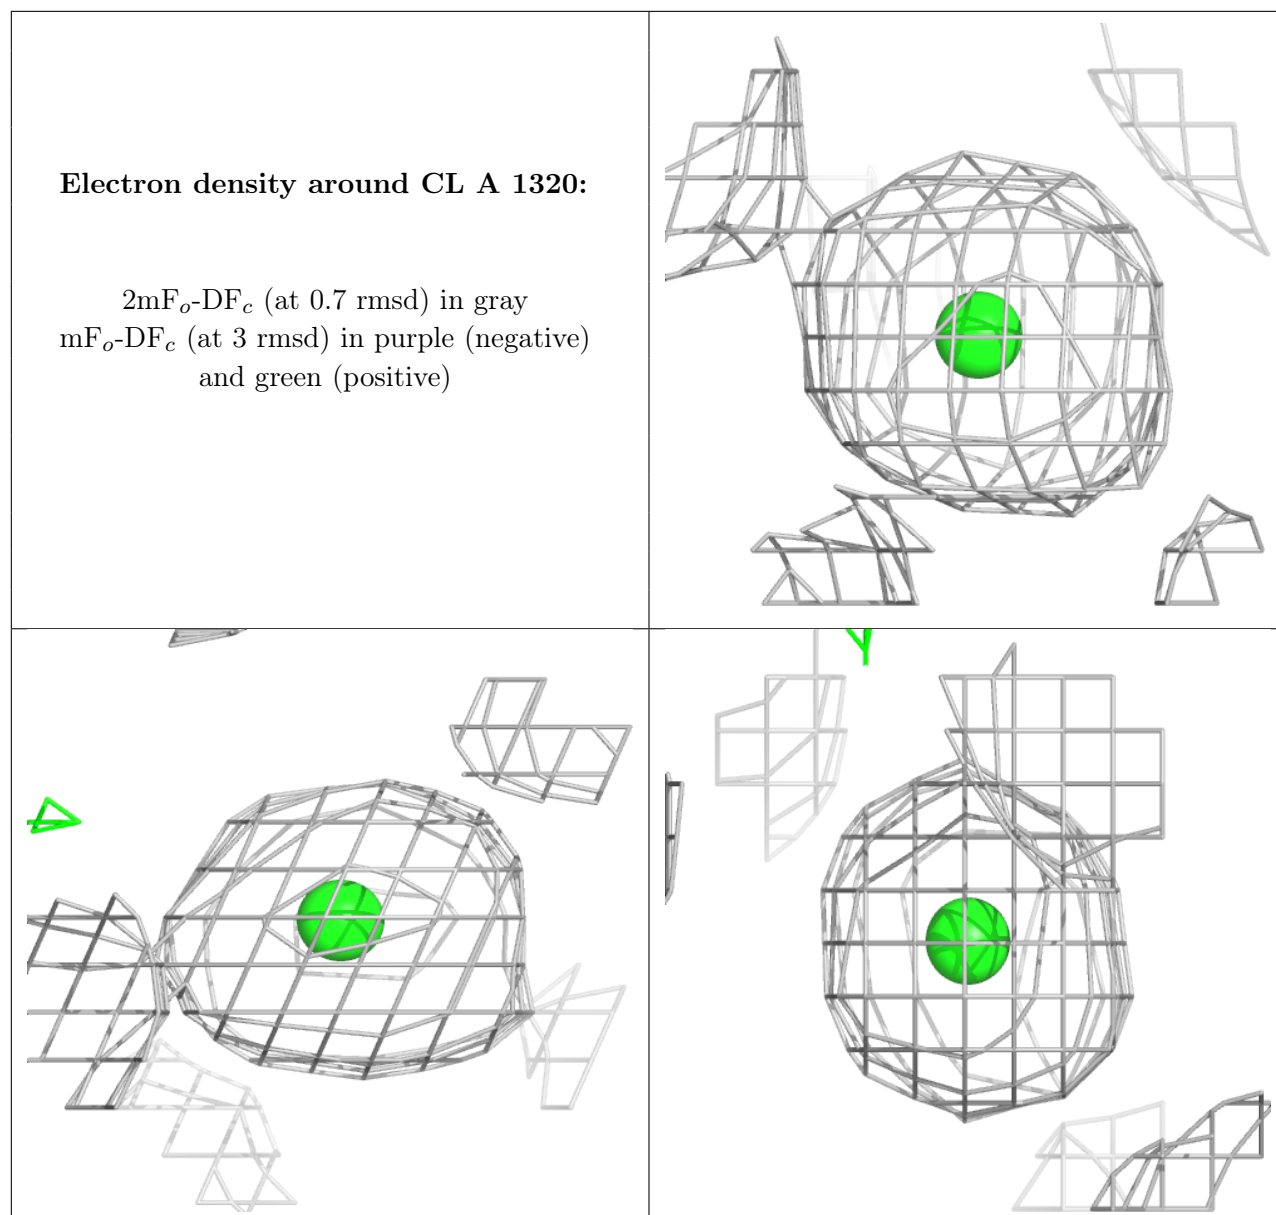 Electron density around CL A 1320:
2mFo-DFc (at 0.7 rmsd) in gray
mFo-DFc (at 3 rmsd) in purple (negative)
and green (positive)